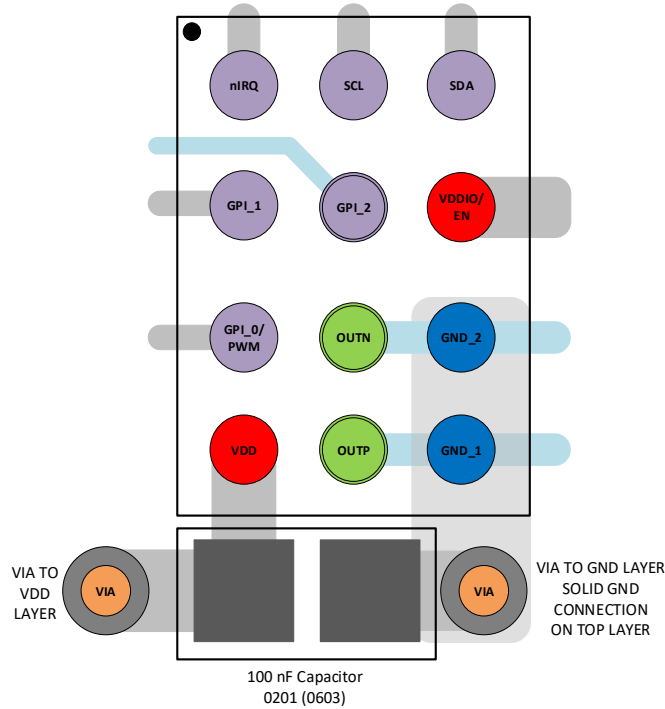 nIRQ
SCL
SDA
GPI_1
GPI_2
VDDIO/
EN
GPI_0/
PWM
OUTN
GND_2
VDD
OUTP
GND_1
VIA TO
VDD
LAYER
VIA
VIA
VIA TO GND LAYER
SOLID GND
CONNECTION
ON TOP LAYER
100 nF Capacitor
0201 (0603)